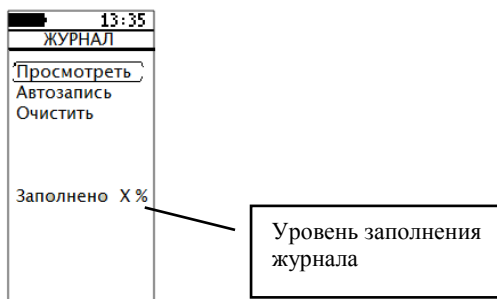 13:35
ЖУРНАЛ
Просмотреть
Автозапись
Очистить
Заполнено X %
Уровень заполнения
журнала